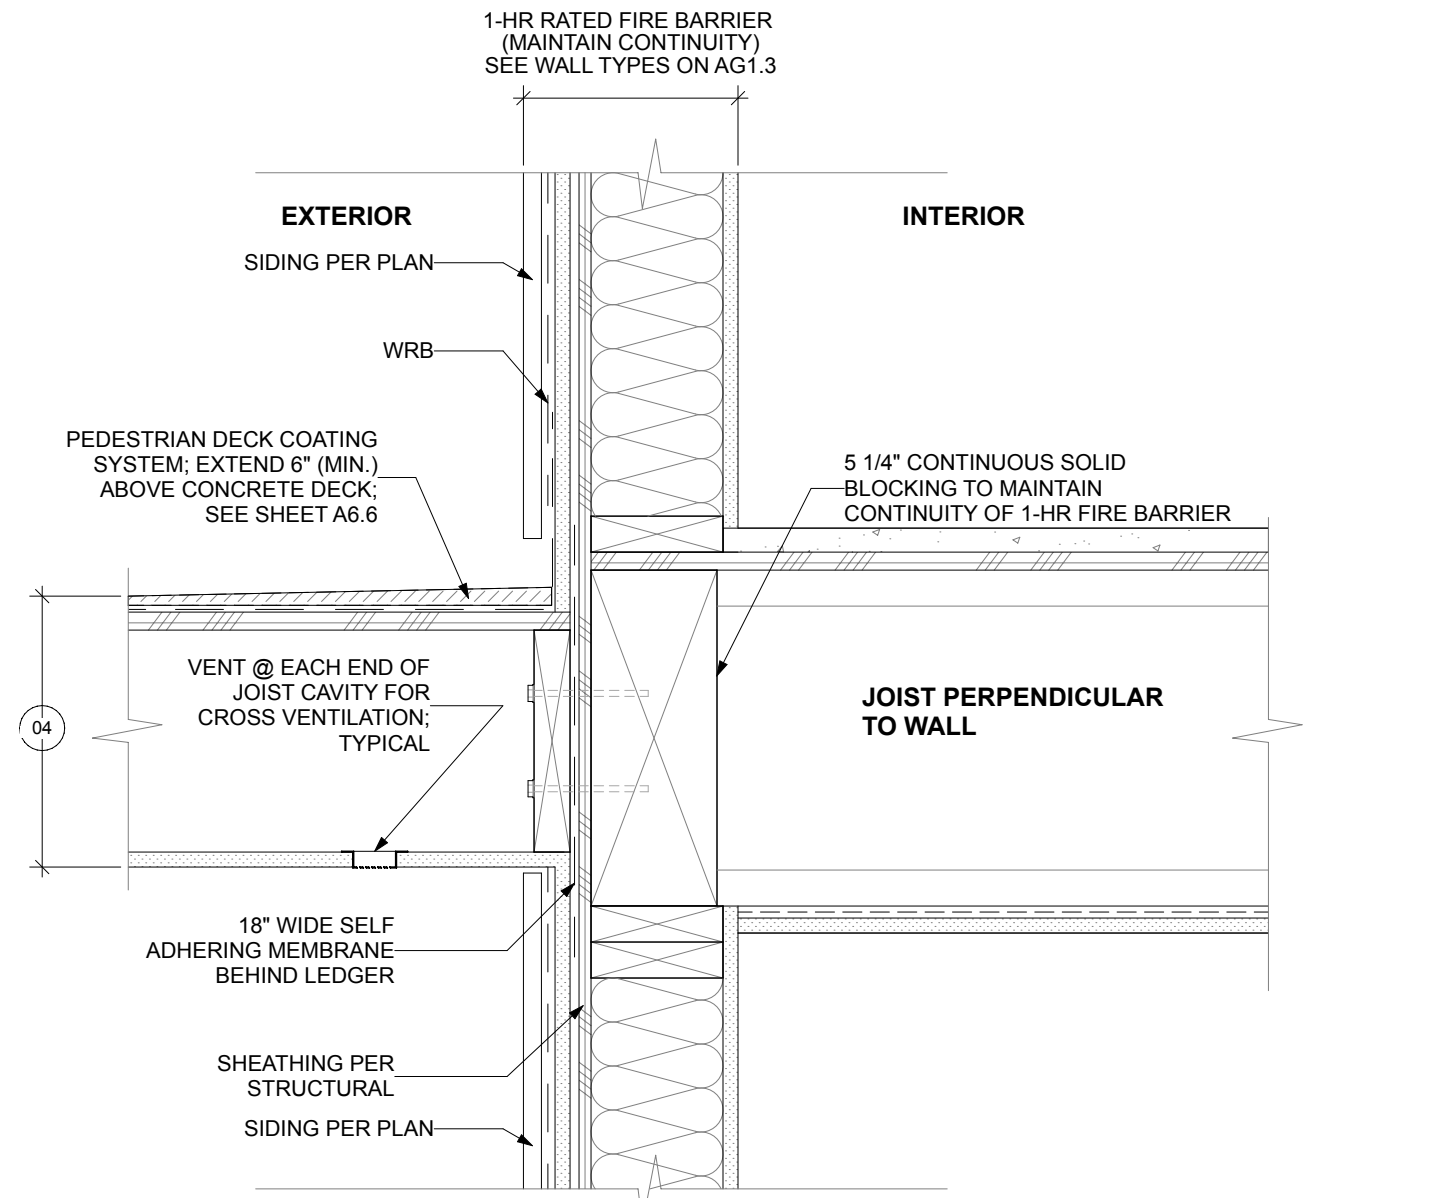 1-HR RATED FIRE BARRIER
(MAINTAIN CONTINUITY)
SEE WALL TYPES ON AG1.3
EXTERIOR
INTERIOR
SIDING PER PLAN
WRB
PEDESTRIAN DECK COATING
SYSTEM; EXTEND 6" (MIN.)
ABOVE CONCRETE DECK;
SEE SHEET A6.6
5 1/4" CONTINUOUS SOLID
BLOCKING TO MAINTAIN
CONTINUITY OF 1-HR FIRE BARRIER
VENT @ EACH END OF
JOIST CAVITY FOR
CROSS VENTILATION;
TYPICAL
04
JOIST PERPENDICULAR
TO WALL
18" WIDE SELF
ADHERING MEMBRANE
BEHIND LEDGER
SHEATHING PER
STRUCTURAL
SIDING PER PLAN